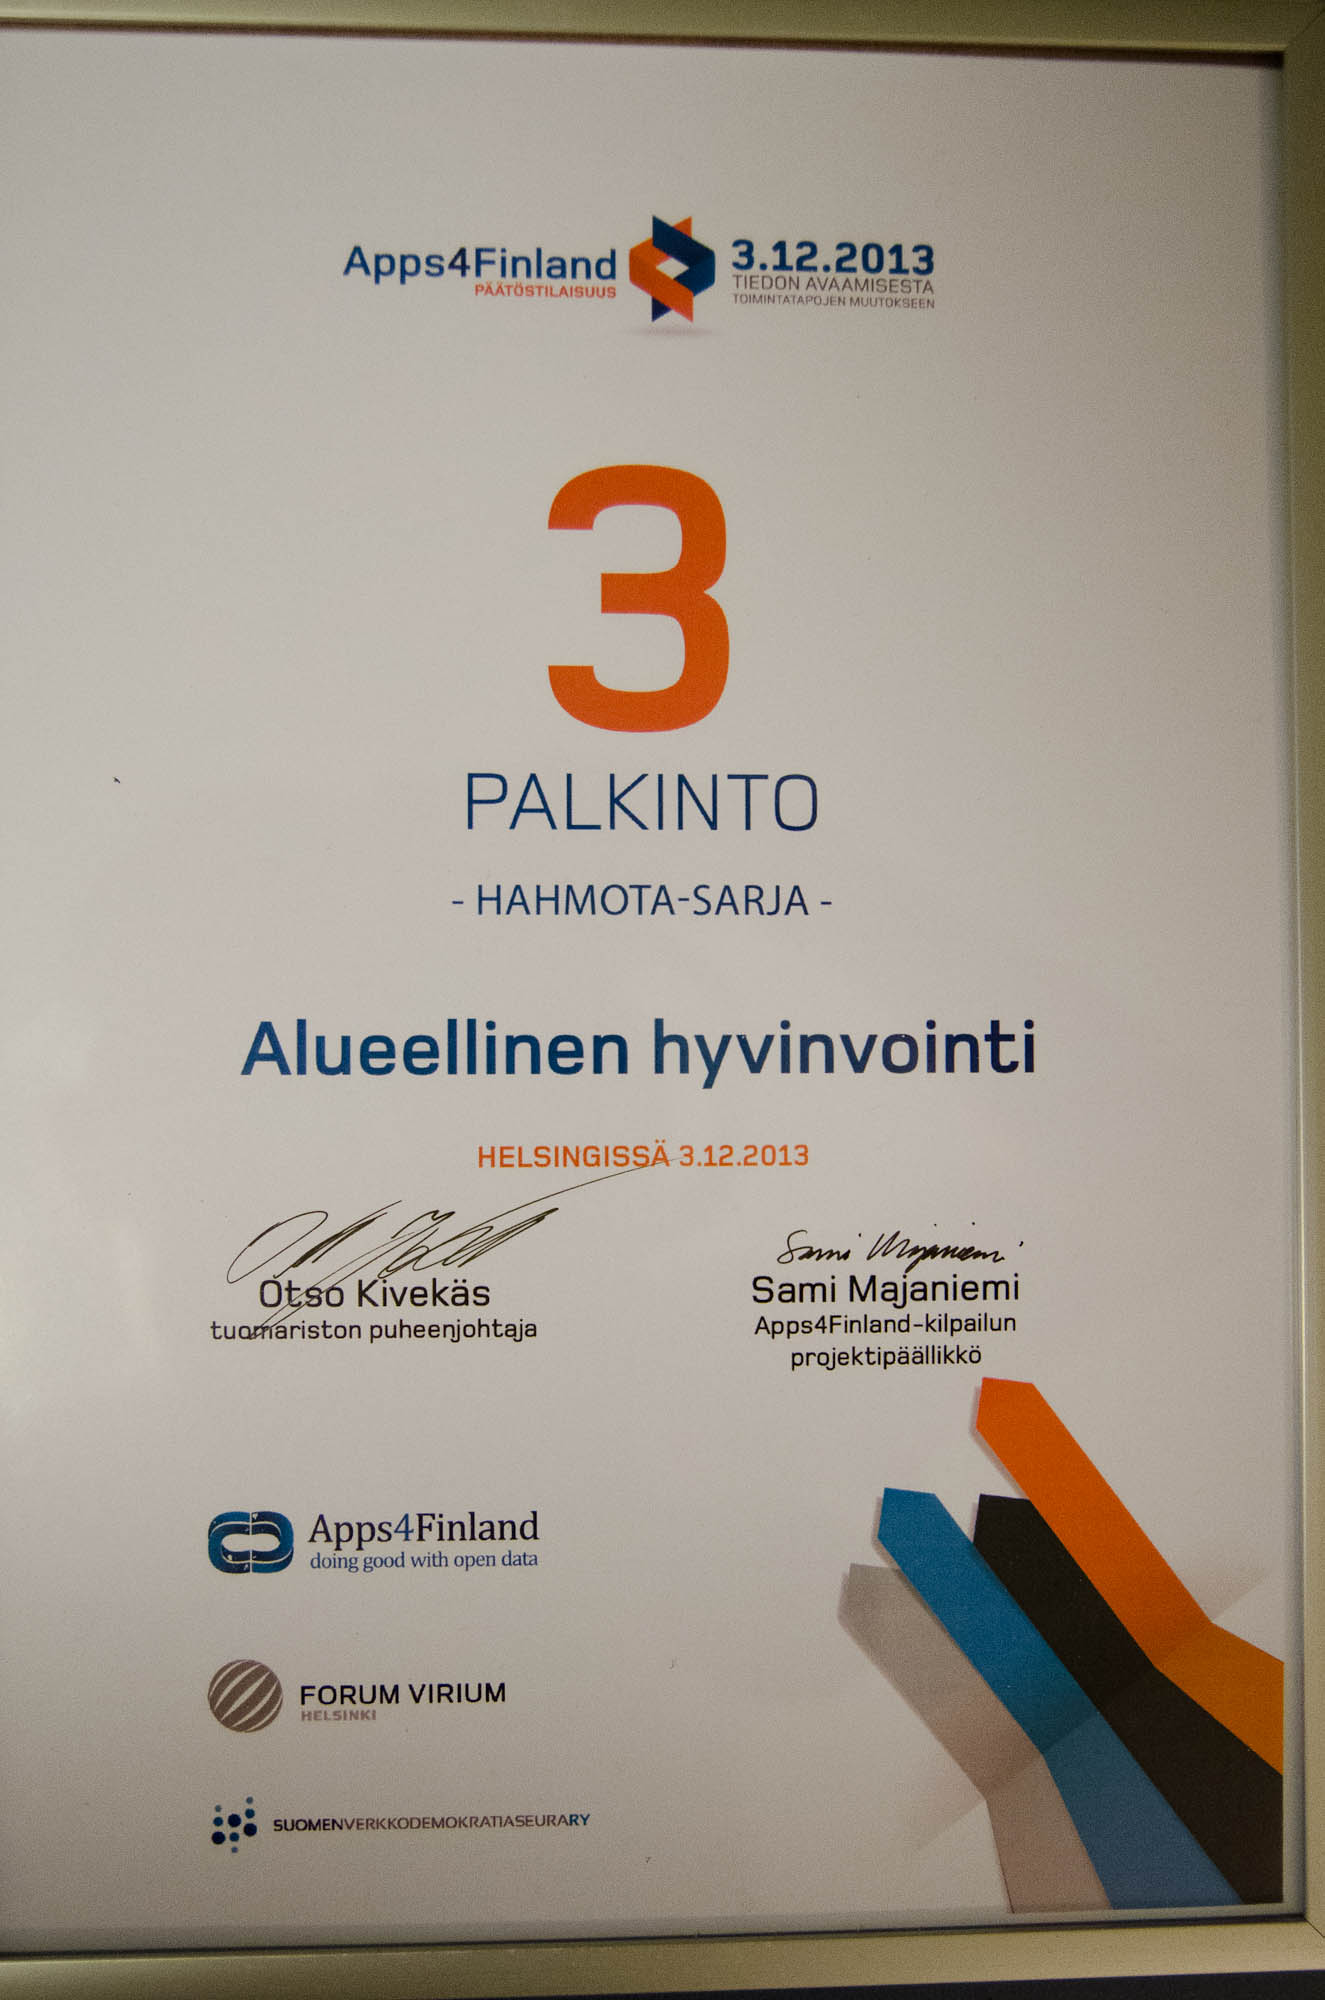 Apps4Finland
PÄÄTÖSTILAISUUS
3.12.2013
TIEDON AVAAMISESTA
TOIMINTATAPOJEN MUUTOKSEEN
3
PALKINTO
- HAHMOTA-SARJA -
Alueellinen hyvinvointi
HELSINGISSÄ 3.12.2013
Otso Kivekäs
tuomariston puheenjohtaja
Sami Majaniemi
Sami Majaniemi
Apps4Finland-kilpailun
projektipäällikkö
Apps4Finland
doing good with open data
FORUM VIRIUM
HELSINKI
SUOMENVERKKODEMOKRATIASEURARY